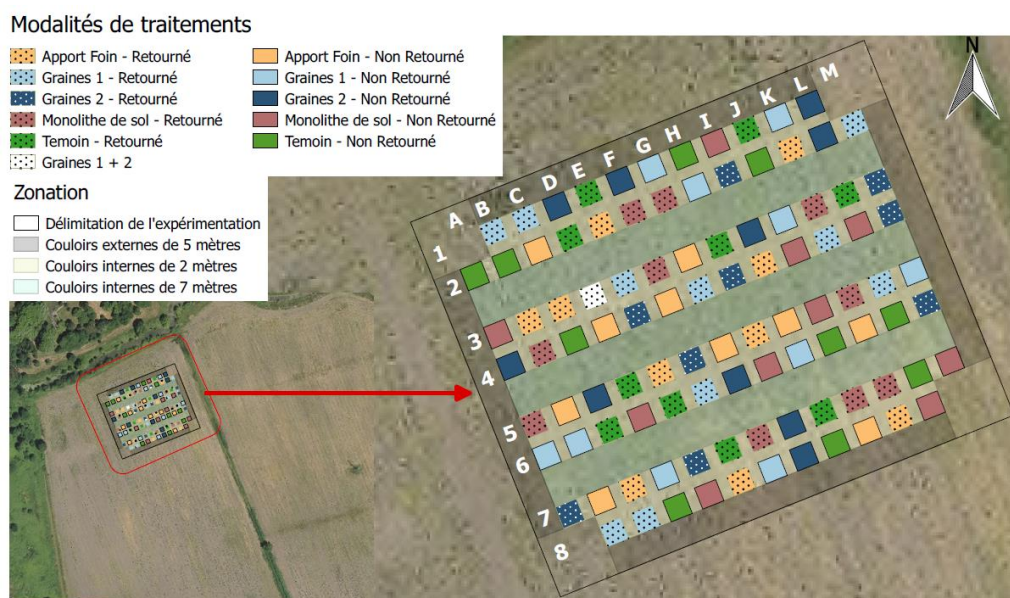 Modalités de traitements
Apport Foin - Retourné
Apport Foin - Non Retourné
Graines 1 - Retourné
Graines 1 - Non Retourné
Graines 2 - Retourné
Graines 2 - Non Retourné
Monolithe de sol - Retourné
Monolithe de sol - Non Retourné
Temoin - Retourné
Temoin - Non Retourné
Graines 1 + 2
Zonation
Délimitation de l'expérimentation
Couloirs externes de 5 mètres
Couloirs internes de 2 mètres
Couloirs internes de 7 mètres
N
A B C D E F G H I J K L M
1
2
3
4
5
6
7
8